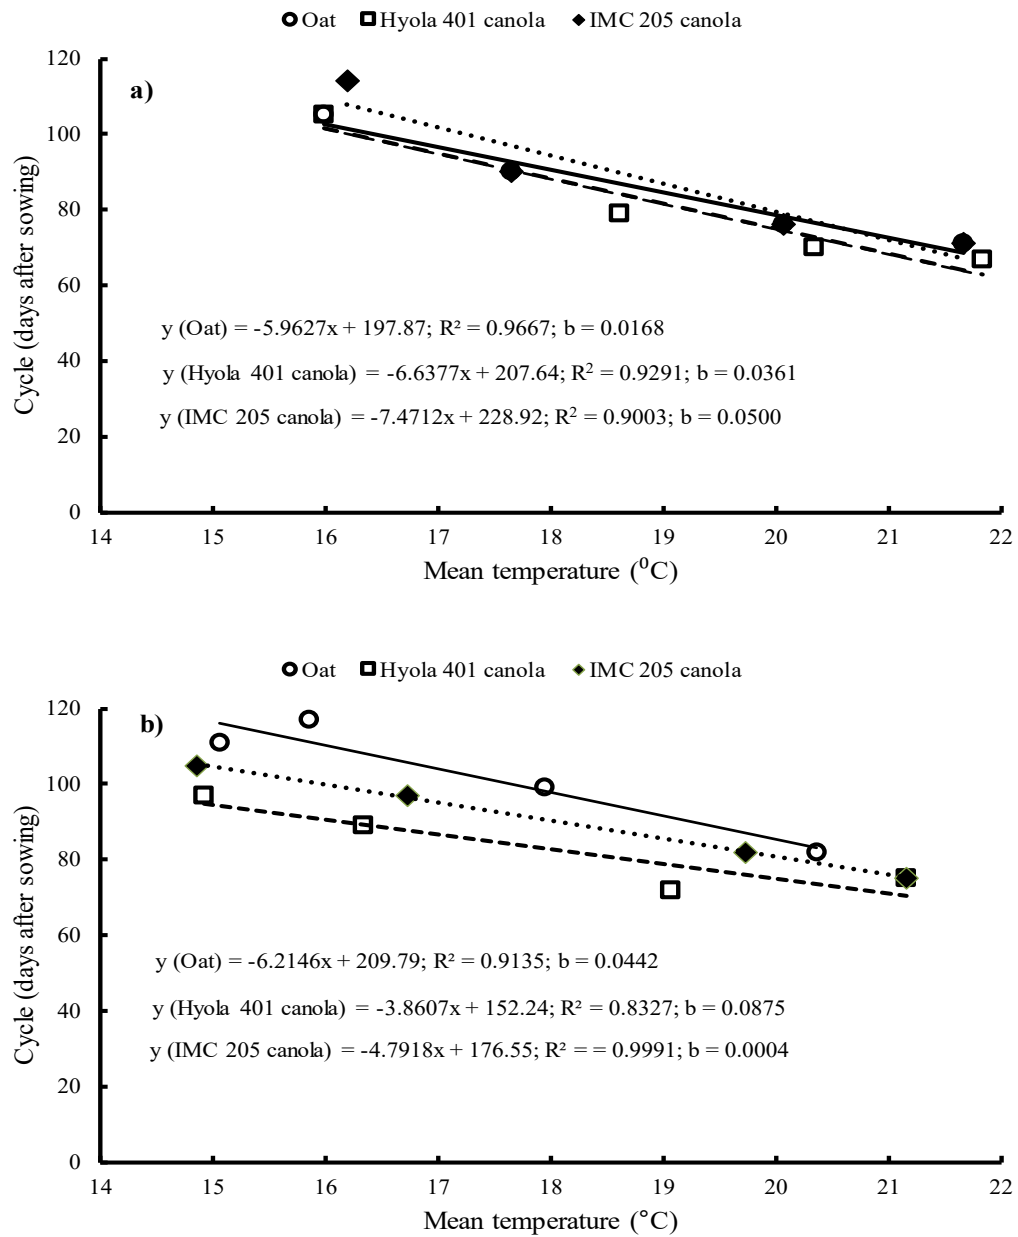 Oat Hyola 401 canola IMC 205 canola
120
a)
100
80
60
40
20
0
Cycle (days after sowing)
y (Oat) = -5.9627x + 197.87; R² = 0.9667; b = 0.0168
y (Hyola 401 canola) = -6.6377x + 207.64; R² = 0.9291; b = 0.0361
y (IMC 205 canola) = -7.4712x + 228.92; R² = 0.9003; b = 0.0500
14 15 16 17 18 19 20 21 22
Mean temperature (⁰C)
Oat Hyola 401 canola IMC 205 canola
120
b)
100
80
60
40
20
0
Cycle (days after sowing)
y (Oat) = -6.2146x + 209.79; R² = 0.9135; b = 0.0442
y (Hyola 401 canola) = -3.8607x + 152.24; R² = 0.8327; b = 0.0875
y (IMC 205 canola) = -4.7918x + 176.55; R² = = 0.9991; b = 0.0004
14 15 16 17 18 19 20 21 22
Mean temperature (°C)